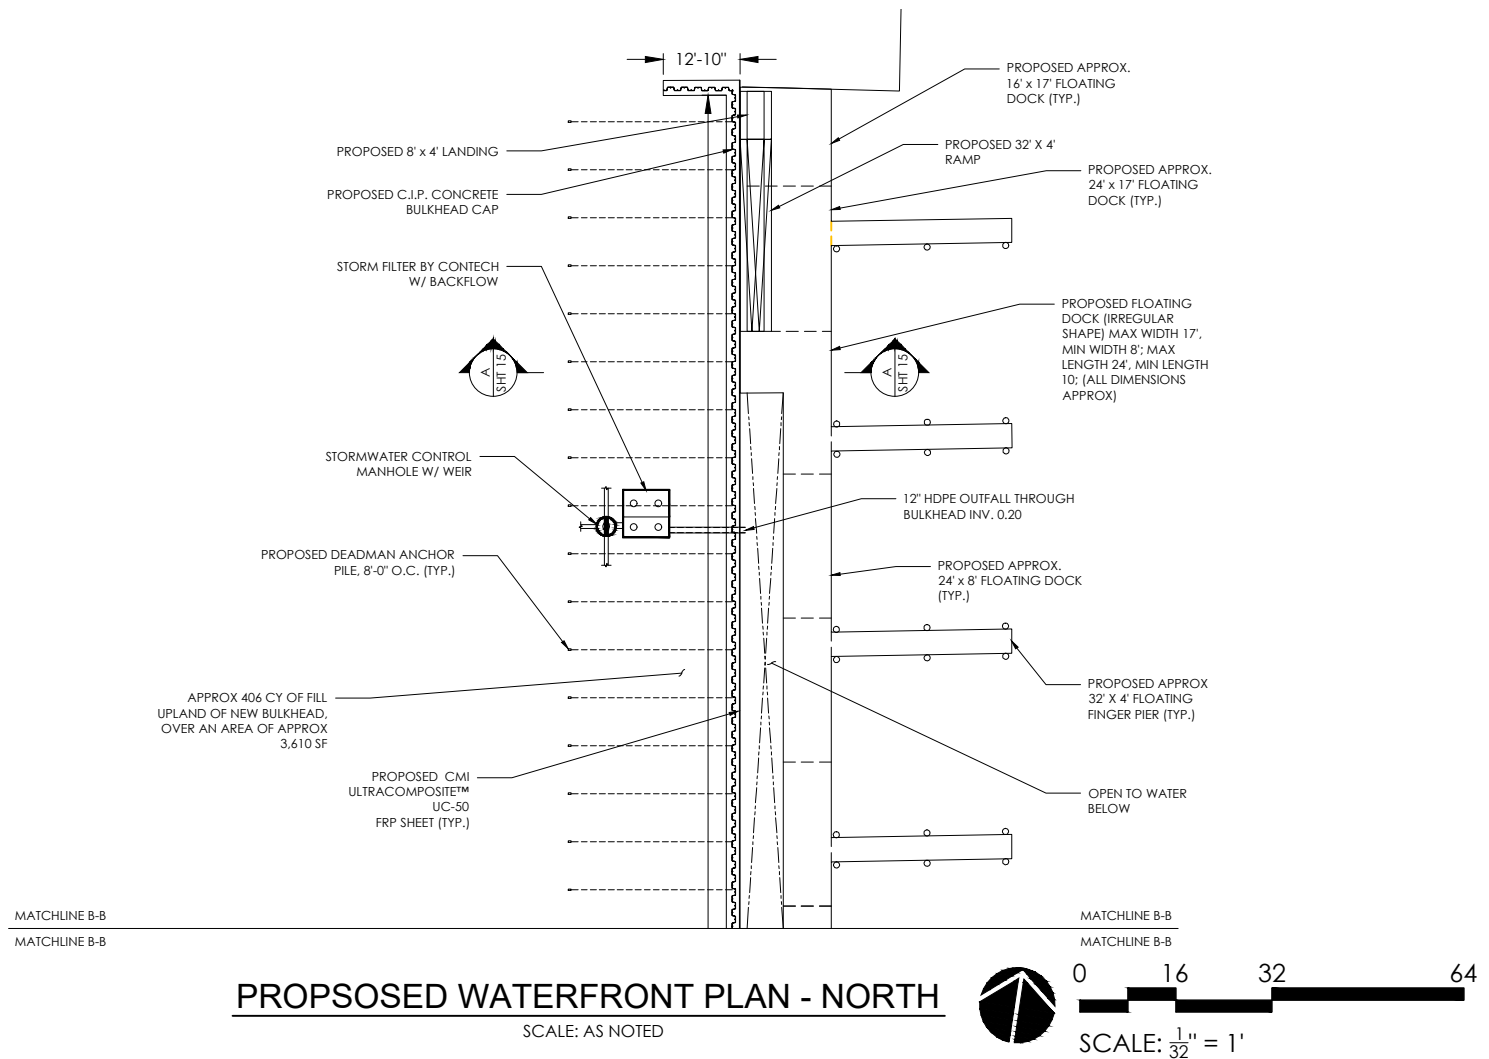 12'-10"
PROPOSED APPROX.
16' x 17' FLOATING
DOCK (TYP.)
PROPOSED 8' x 4' LANDING
PROPOSED 32' X 4'
RAMP
PROPOSED C.I.P. CONCRETE
BULKHEAD CAP
PROPOSED APPROX.
24' x 17' FLOATING
DOCK (TYP.)
STORM FILTER BY CONTECH
W/ BACKFLOW
PROPOSED FLOATING
DOCK (IRREGULAR
SHAPE) MAX WIDTH 17',
MIN WIDTH 8'; MAX
LENGTH 24', MIN LENGTH
10; (ALL DIMENSIONS
APPROX)
A
SHT 15
A
SHT 15
STORMWATER CONTROL
MANHOLE W/ WEIR
12" HDPE OUTFALL THROUGH
BULKHEAD INV. 0.20
PROPOSED DEADMAN ANCHOR
PILE, 8'-0" O.C. (TYP.)
PROPOSED APPROX.
24' x 8' FLOATING DOCK
(TYP.)
APPROX 406 CY OF FILL
UPLAND OF NEW BULKHEAD,
OVER AN AREA OF APPROX
3,610 SF
PROPOSED APPROX
32' X 4' FLOATING
FINGER PIER (TYP.)
PROPOSED CMI
ULTRACOMPOSITE™
UC-50
FRP SHEET (TYP.)
OPEN TO WATER
BELOW
MATCHLINE B-B
MATCHLINE B-B
MATCHLINE B-B
MATCHLINE B-B
PROPSOSED WATERFRONT PLAN - NORTH
SCALE: AS NOTED
0 16 32 64
SCALE: 1/32" = 1'